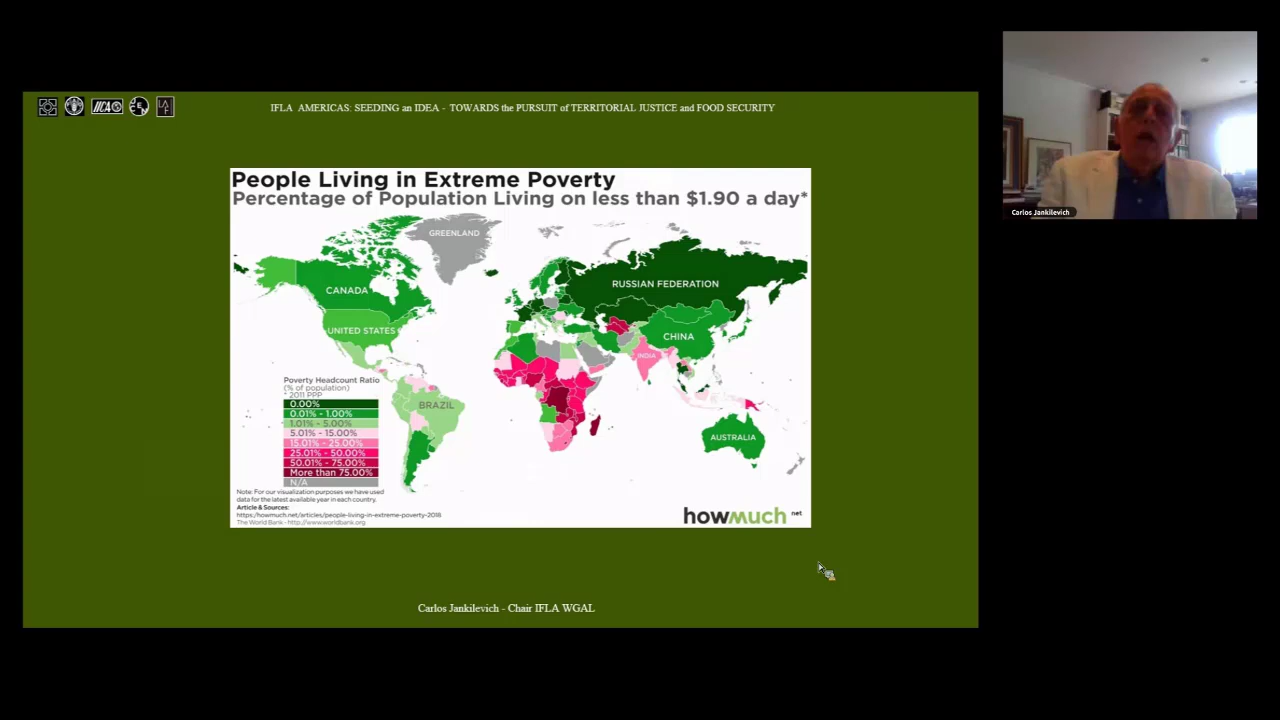 IFLA AMERICAS: SEEDING an IDEA - TOWARDS the PURSUIT of TERRITORIAL JUSTICE and FOOD SECURITY
Carlos Jankilevich
People Living in Extreme Poverty
Percentage of Population Living on less than $1.90 a day*
GREENLAND
CANADA
RUSSIAN FEDERATION
UNITED STATES
CHINA
INDIA
BRAZIL
AUSTRALIA
Poverty Headcount Ratio
(% of population)
* 2011 PPP
0.00%
0.01% - 1.00%
1.01% - 5.00%
5.01% - 15.00%
15.01% - 25.00%
25.01% - 50.00%
50.01% - 75.00%
More than 75.00%
N/A
Note: For our visualization purposes we have used
data for the latest available year in each country.
Article & Sources:
https://howmuch.net/articles/people-living-in-extreme-poverty-2018
The World Bank - http://www.worldbank.org
howmuch net
Carlos Jankilevich - Chair IFLA WGAL